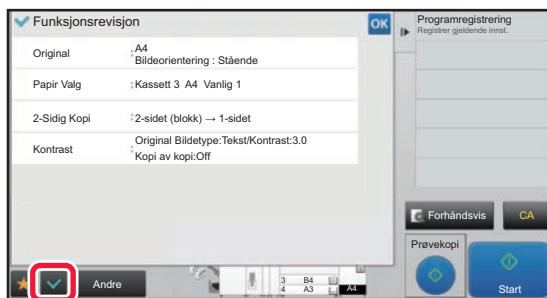 Funksjonsrevisjon
OK
Original
:A4
Bildeorientering : Stående
Papir Valg
:Kassett 3 A4 Vanlig 1
2-Sidig Kopi
:2-sidet (blokk) → 1-sidet
Kontrast
:Original Bildetype:Tekst/Kontrast:3.0
Kopi av kopi:Off
Programregistrering
Registrer gjeldende innst.
Forhåndsvis
CA
Prøvekopi
Start
Andre
3 B4
4 A3
A4